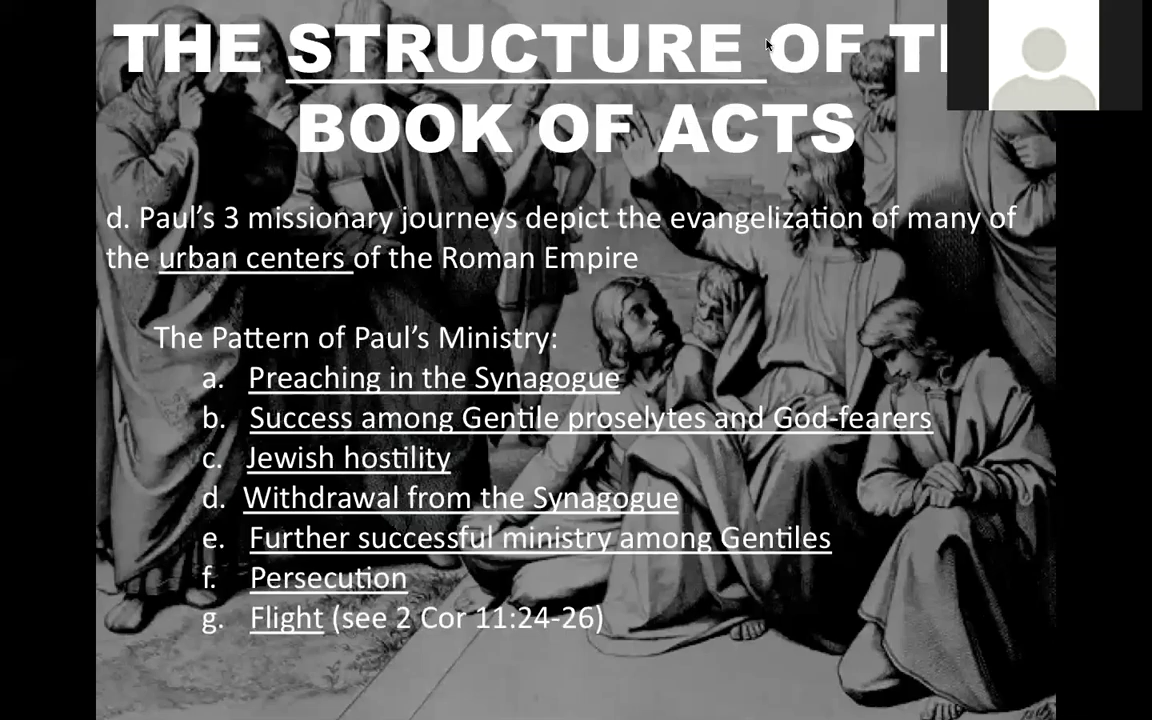 THE STRUCTURE OF
BOOK OF ACTS
d. Paul's 3 missionary journeys depict the evangelization of many of
the urban centers of the Roman Empire
The Pattern of Paul's Ministry:
a. Preaching in the Synagogue
b. Success among Gentile proselytes and God-fearers
c. Jewish hostility
d. Withdrawal from the Synagogue
e. Further successful ministry among Gentiles
f. Persecution
g. Flight (see 2 Cor 11:24-26)